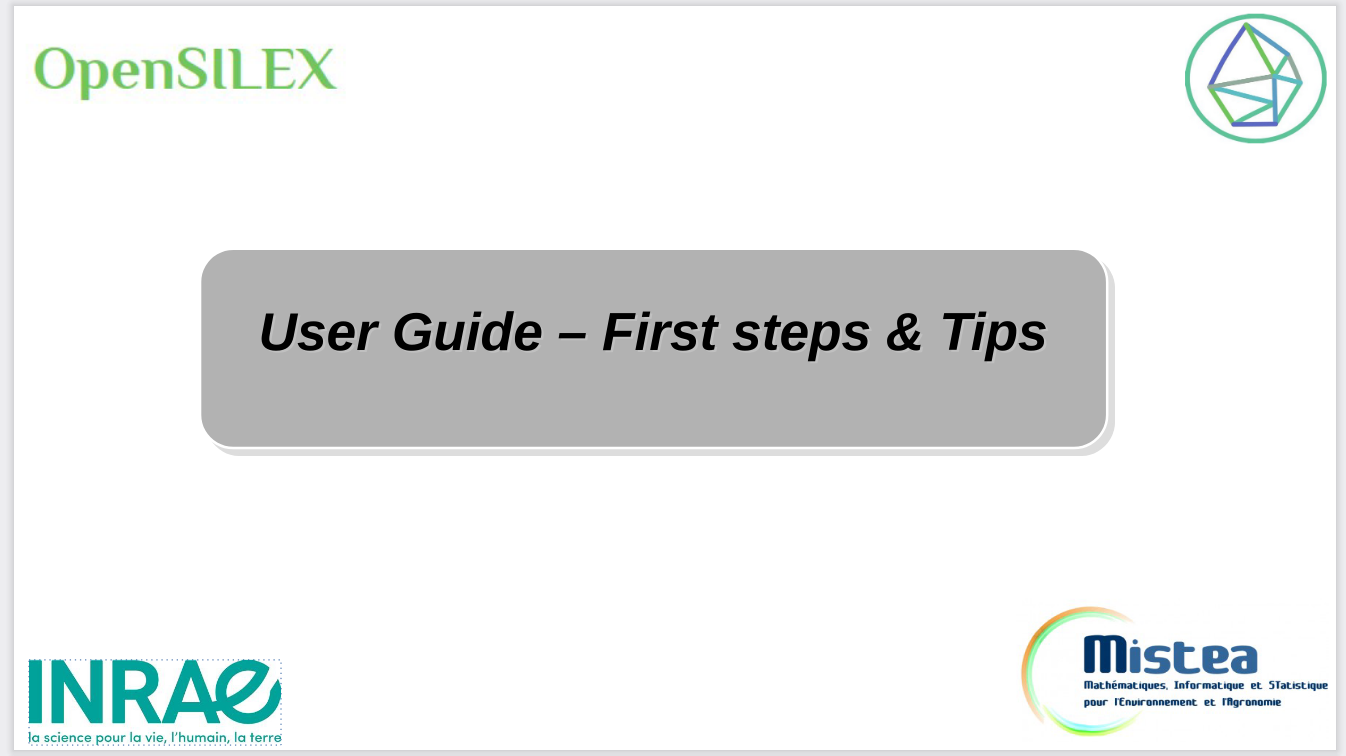 OpenSILEX
User Guide – First steps & Tips
INRAE
la science pour la vie, l'humain, la terre
Mistea
Mathématiques, Informatique et STatistique
pour l'Environnement et l'Agronomie